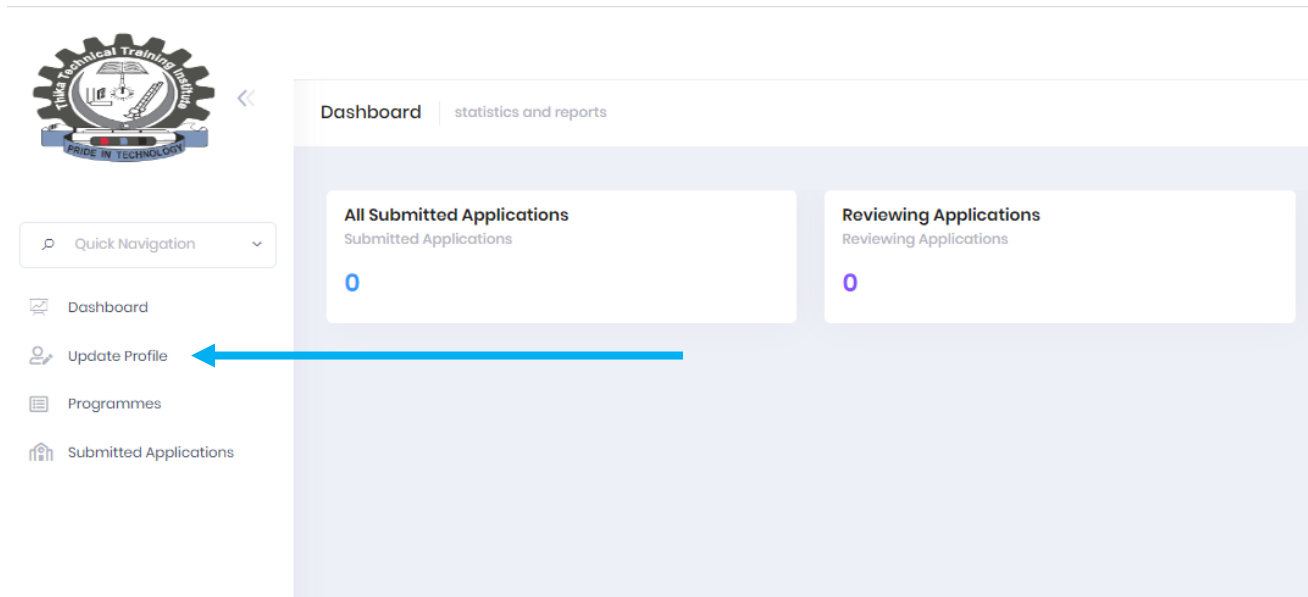 Thika Technical Training Institute
PRIDE IN TECHNOLOGY
Dashboard statistics and reports
Quick Navigation
Dashboard
Update Profile
Programmes
Submitted Applications
All Submitted Applications
Submitted Applications
0
Reviewing Applications
Reviewing Applications
0